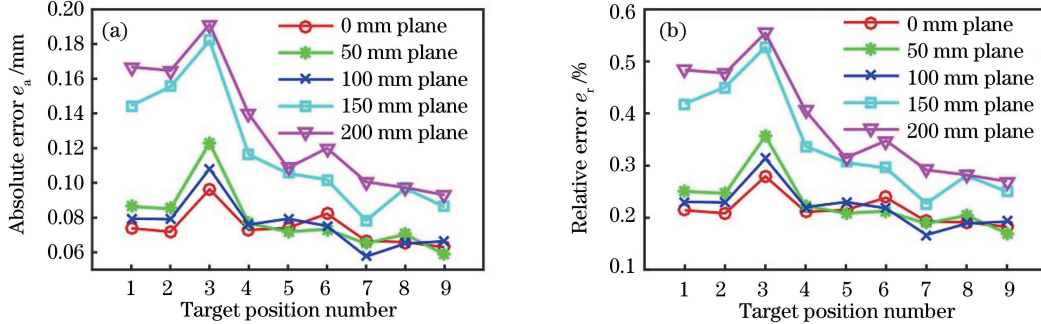 (a)
0 mm plane
50 mm plane
100 mm plane
150 mm plane
200 mm plane
Absolute error eₐ/mm
0.20
0.18
0.16
0.14
0.12
0.10
0.08
0.06
1 2 3 4 5 6 7 8 9
Target position number
(b)
0 mm plane
50 mm plane
100 mm plane
150 mm plane
200 mm plane
Relative error eᵣ/%
0.6
0.5
0.4
0.3
0.2
0.1
1 2 3 4 5 6 7 8 9
Target position number